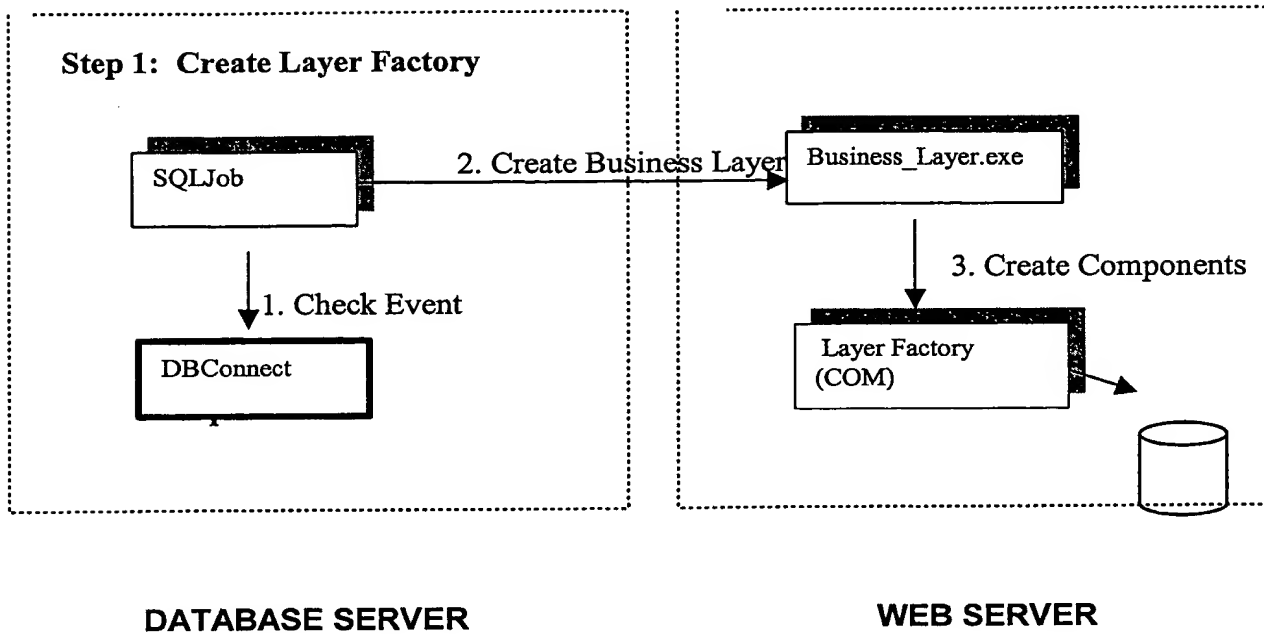 Step 1: Create Layer Factory
SQLJob
2. Create Business Layer
Business_Layer.exe
1. Check Event
3. Create Components
DBConnect
Layer Factory
(COM)
DATABASE SERVER
WEB SERVER